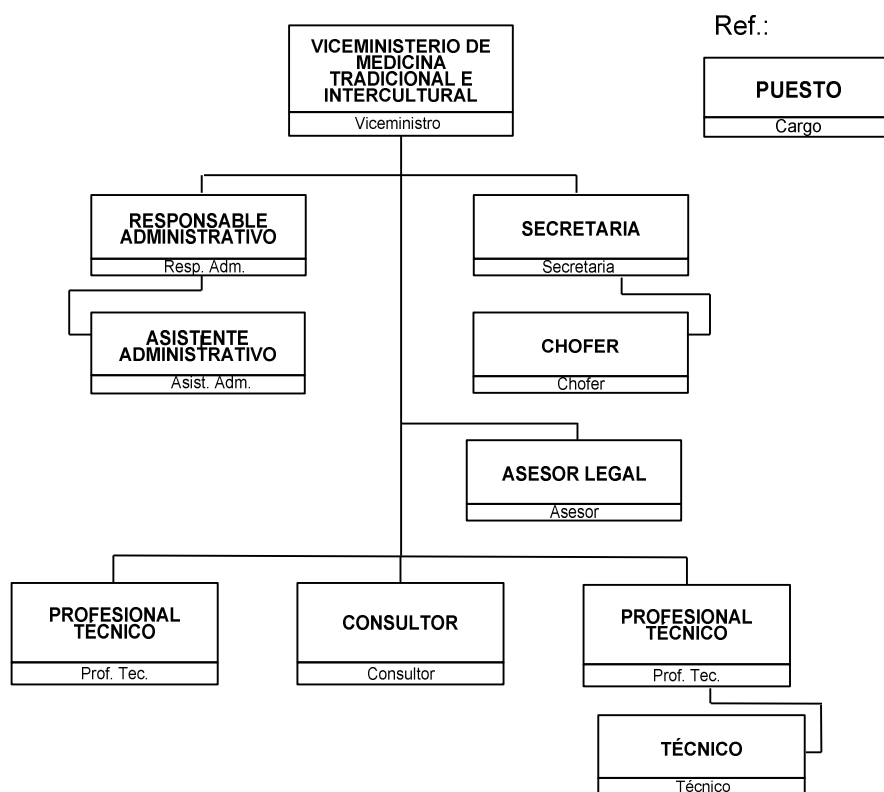 Ref.:
VICEMINISTERIO DE
MEDICINA
TRADICIONAL E
INTERCULTURAL
Viceministro
PUESTO
Cargo
RESPONSABLE
ADMINISTRATIVO
Resp. Adm.
SECRETARIA
Secretaria
ASISTENTE
ADMINISTRATIVO
Asist. Adm.
CHOFER
Chofer
ASESOR LEGAL
Asesor
PROFESIONAL
TÉCNICO
Prof. Tec.
CONSULTOR
Consultor
PROFESIONAL
TÉCNICO
Prof. Tec.
TÉCNICO
Técnico